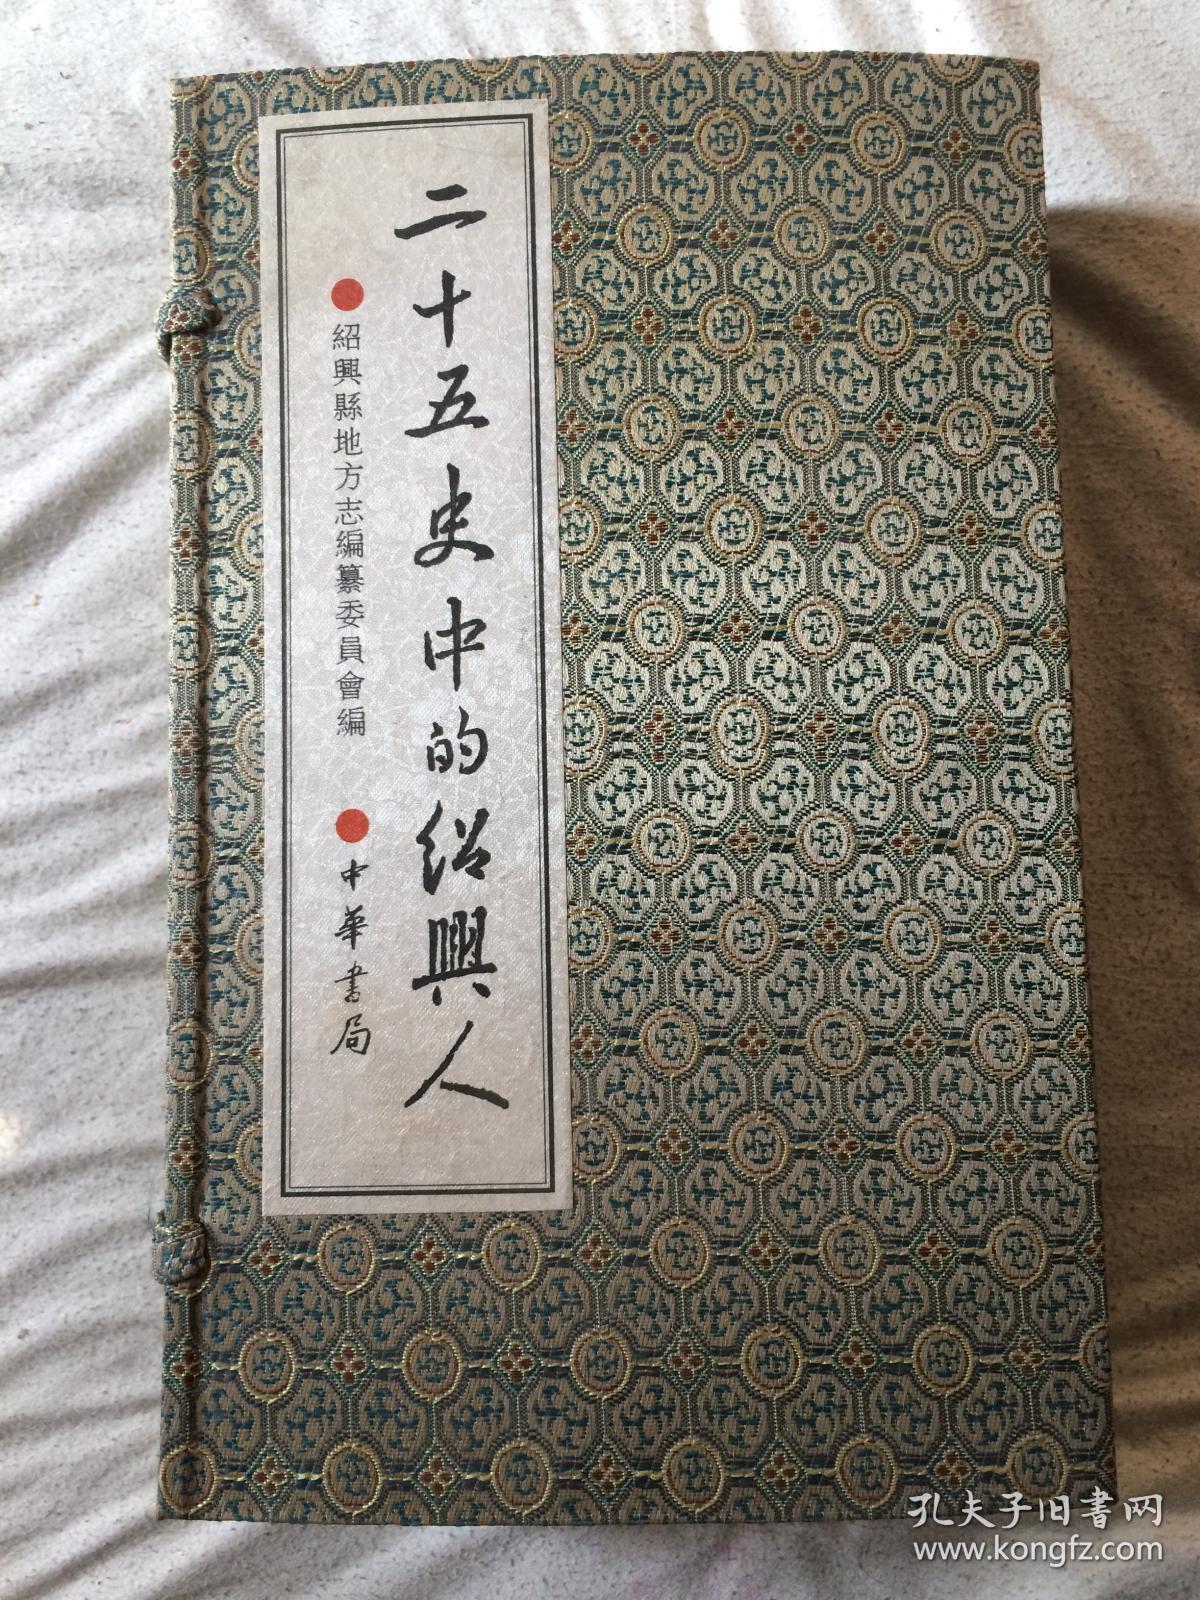 二十五史中的绍興人
紹興縣地方志編纂委員會編
中華書局
孔夫子旧書网
www.kongfz.com